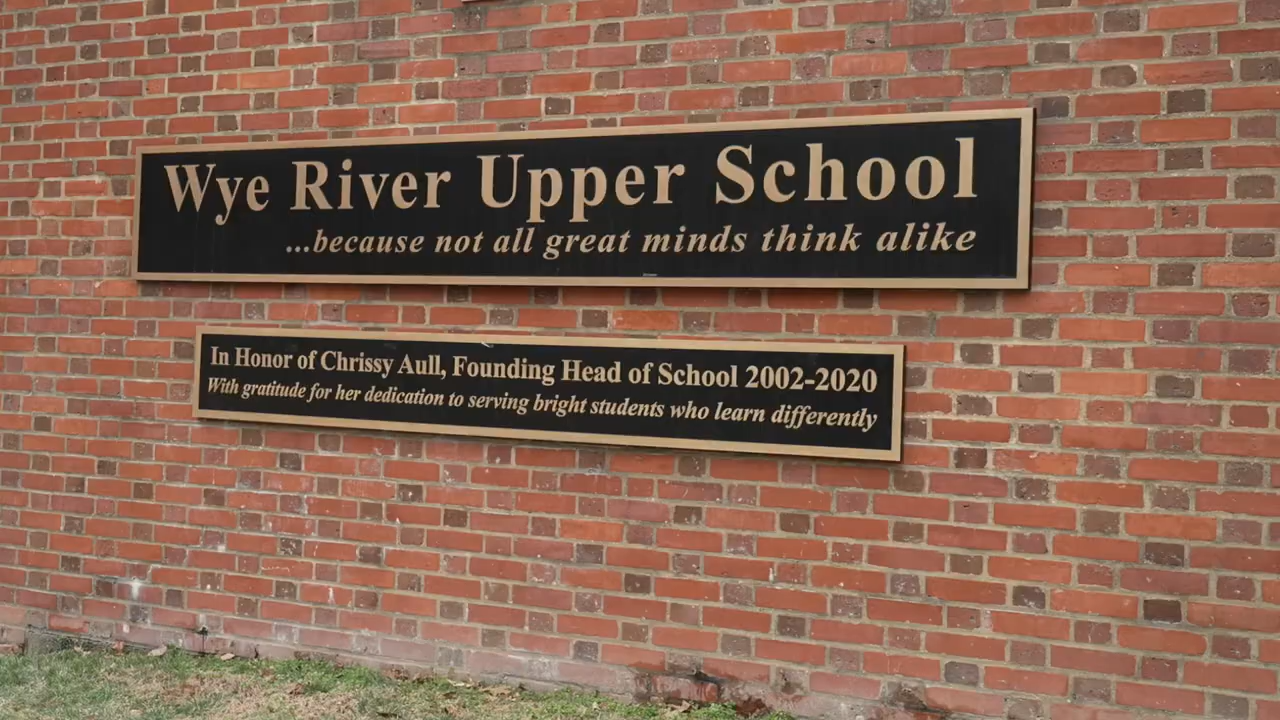 Wye River Upper School
...because not all great minds think alike
In Honor of Chrissy Aull, Founding Head of School 2002-2020
With gratitude for her dedication to serving bright students who learn differently